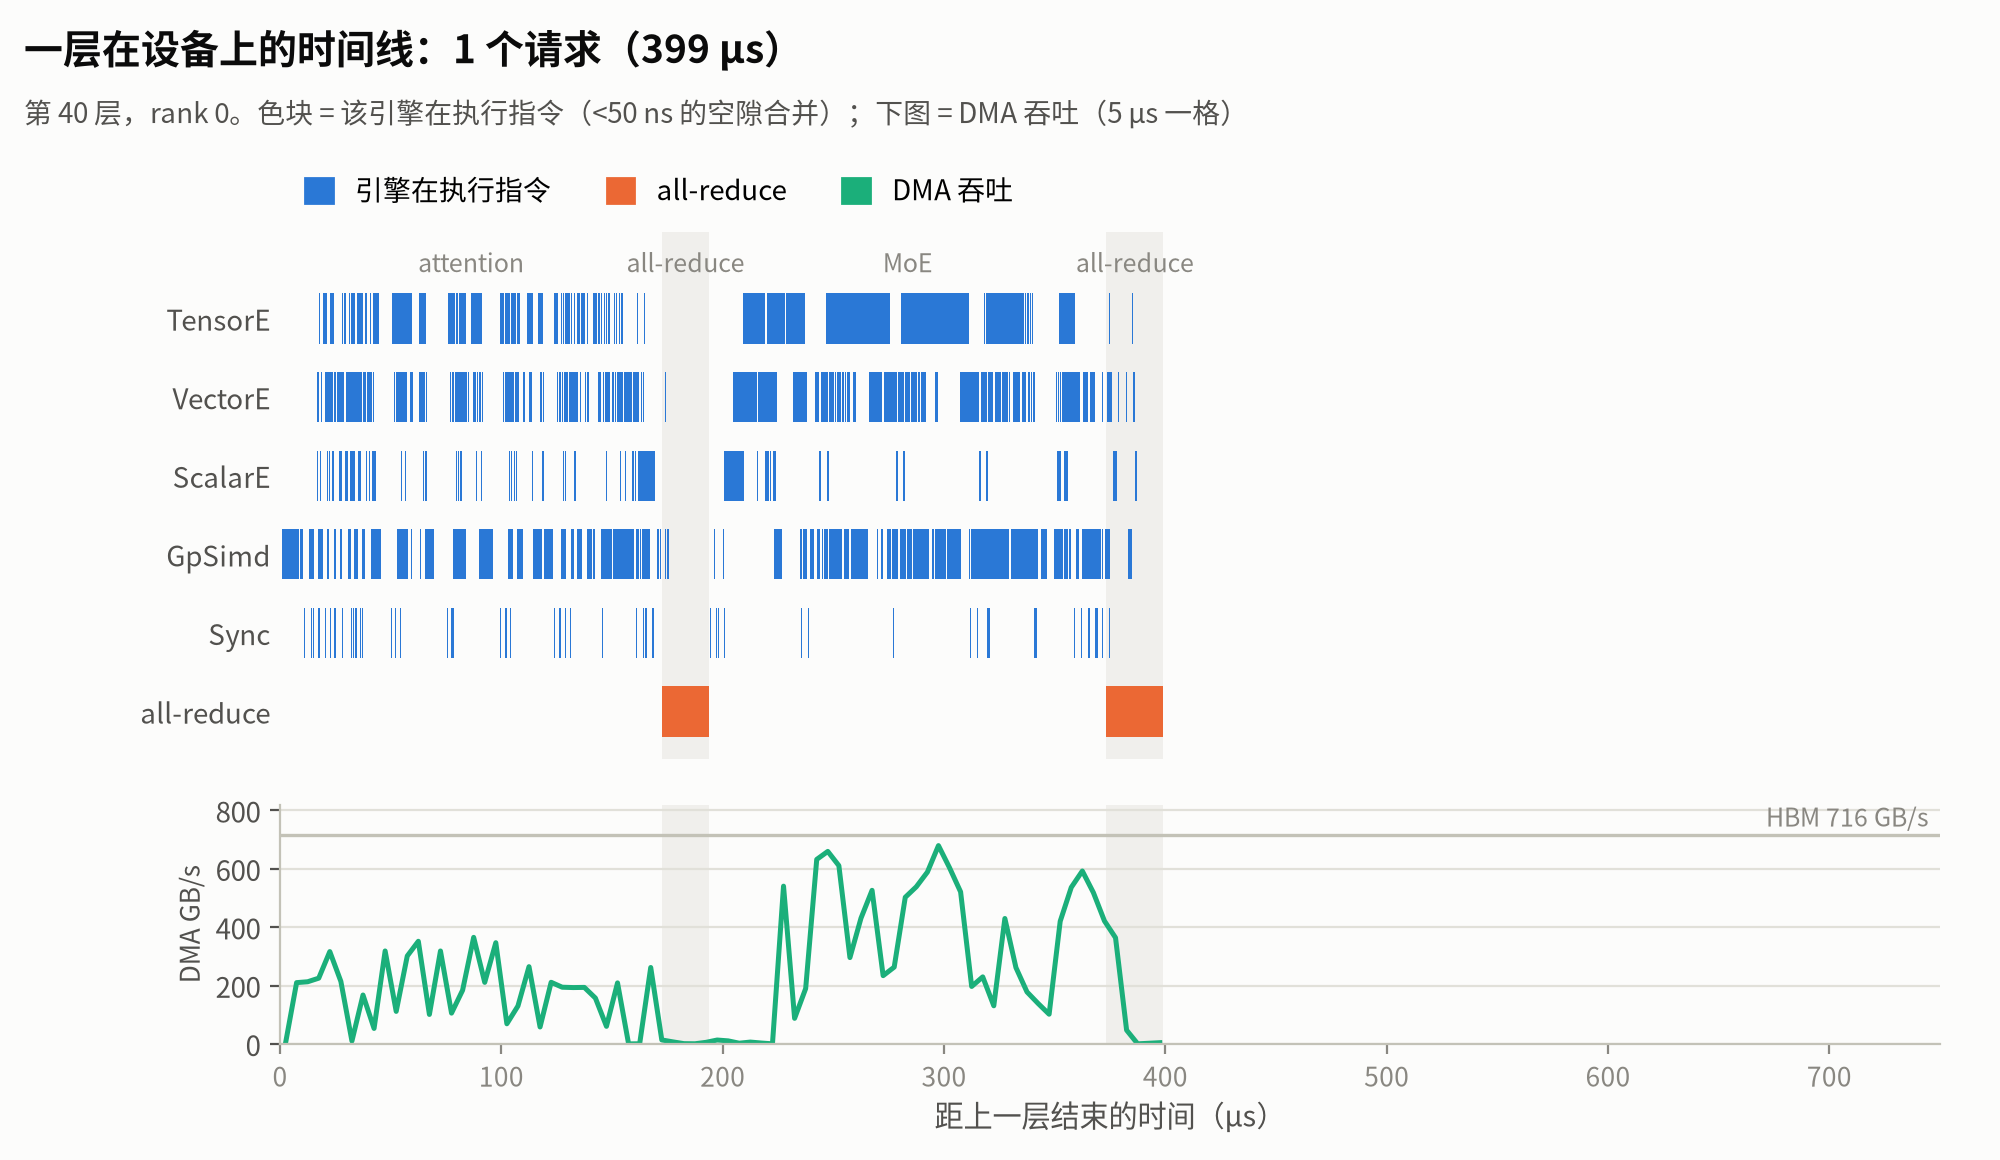 一层在设备上的时间线：1 个请求（399 µs）
第 40 层，rank 0。色块 = 该引擎在执行指令（<50 ns 的空隙合并）；下图 = DMA 吞吐（5 µs 一格）
引擎在执行指令 all-reduce DMA 吞吐
attention all-reduce MoE all-reduce
TensorE
VectorE
ScalarE
GpSimd
Sync
all-reduce
HBM 716 GB/s
DMA GB/s
800
600
400
200
0
0 100 200 300 400 500 600 700
距上一层结束的时间（µs）